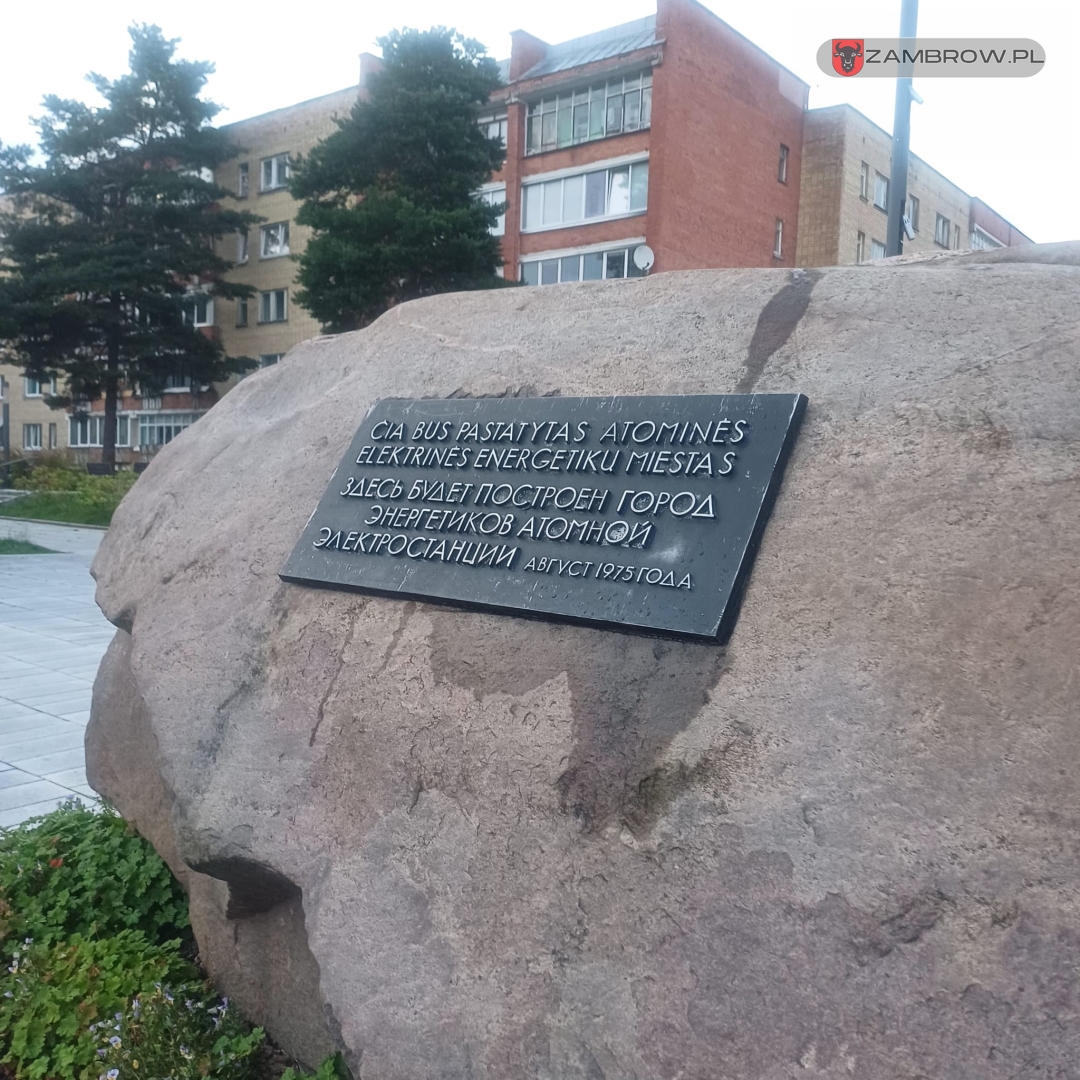 ZAMBROW.PL
ČIA BUS PASTATYTAS ATOMINĖS
ELEKTRINĖS ENERGETIKŲ MIESTAS
ЗДЕСЬ БУДЕТ ПОСТРОЕН ГОРОД
ЭНЕРГЕТИКОВ АТОМНОЙ
ЭЛЕКТРОСТАНЦИИ АВГУСТ 1975 ГОДА